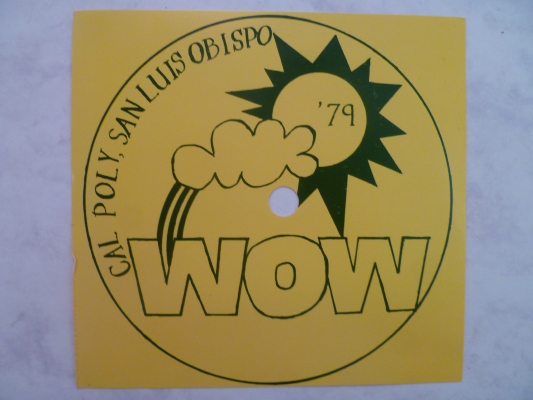 CAL POLY, SAN LUIS OBISPO
'79
WOW